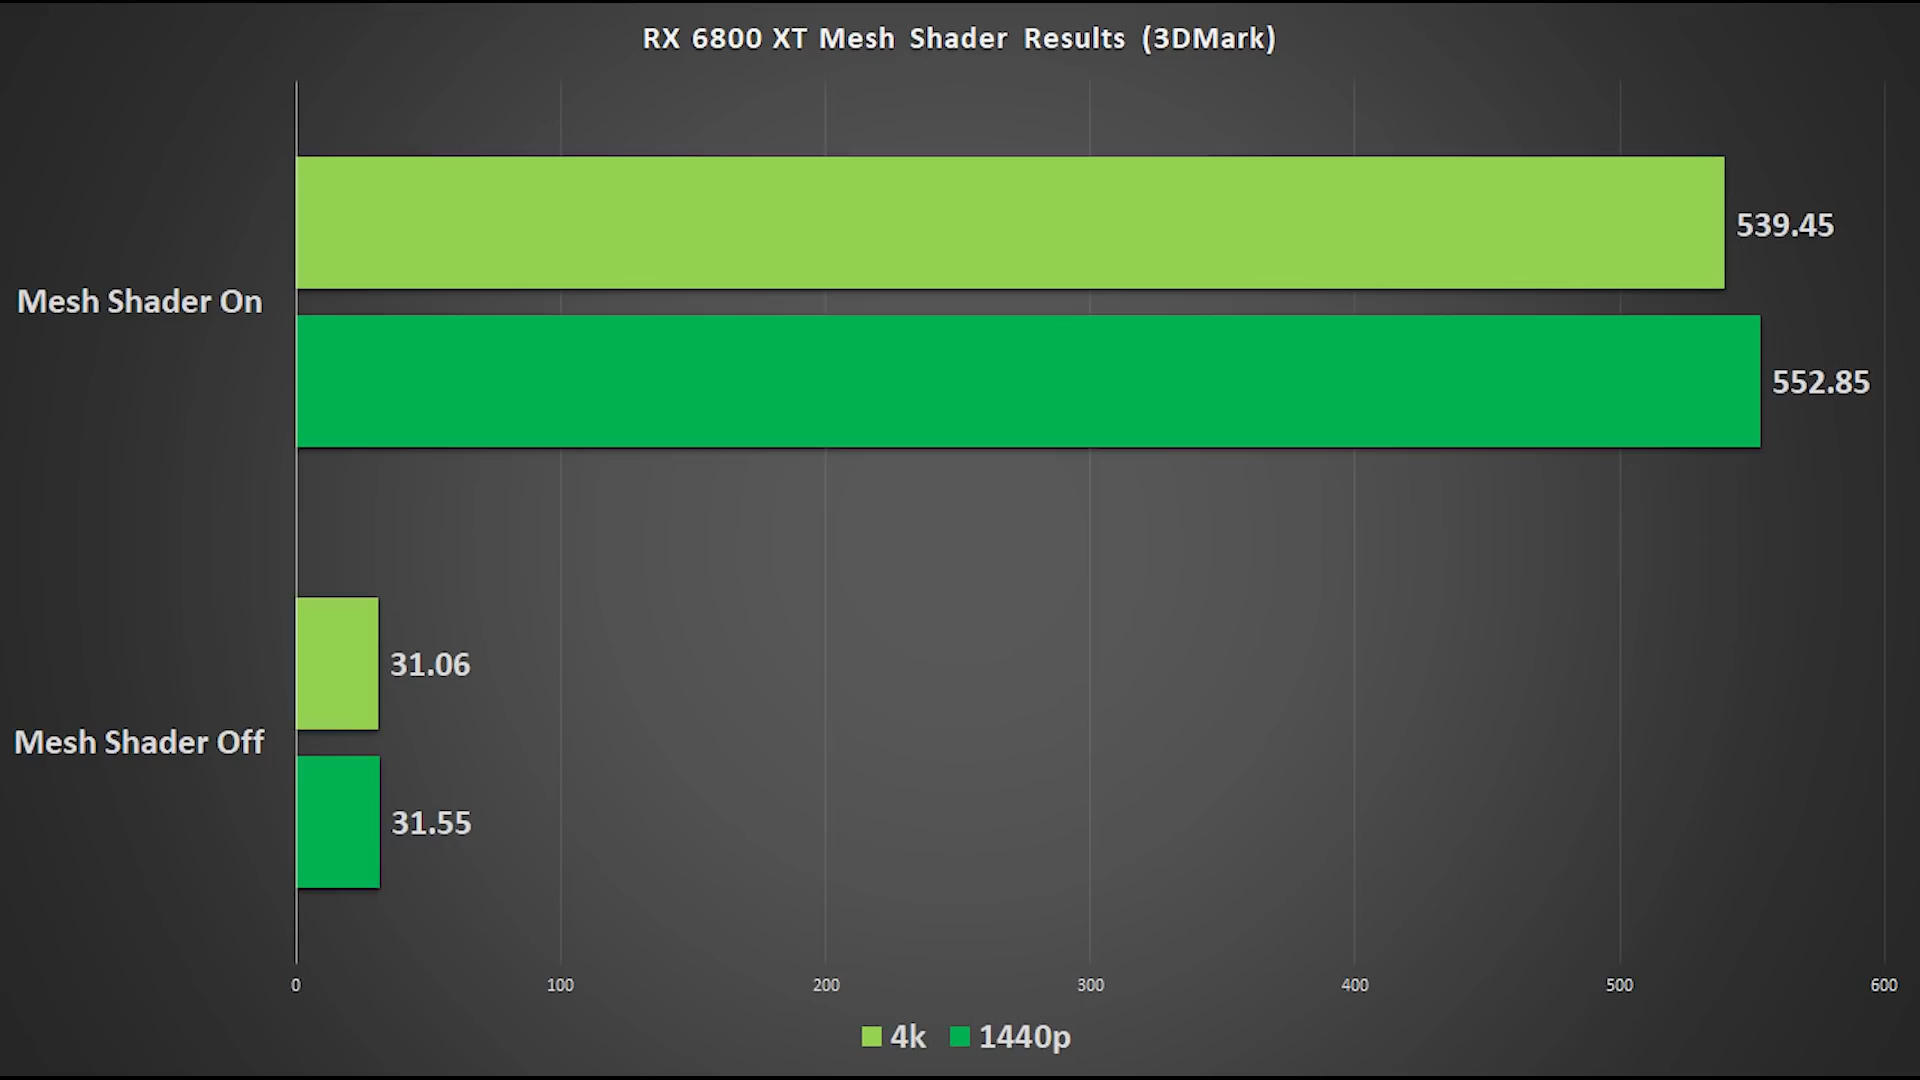 RX 6800 XT Mesh Shader Results (3DMark)
539.45
Mesh Shader On
552.85
31.06
Mesh Shader Off
31.55
0 100 200 300 400 500 600
4k 1440p